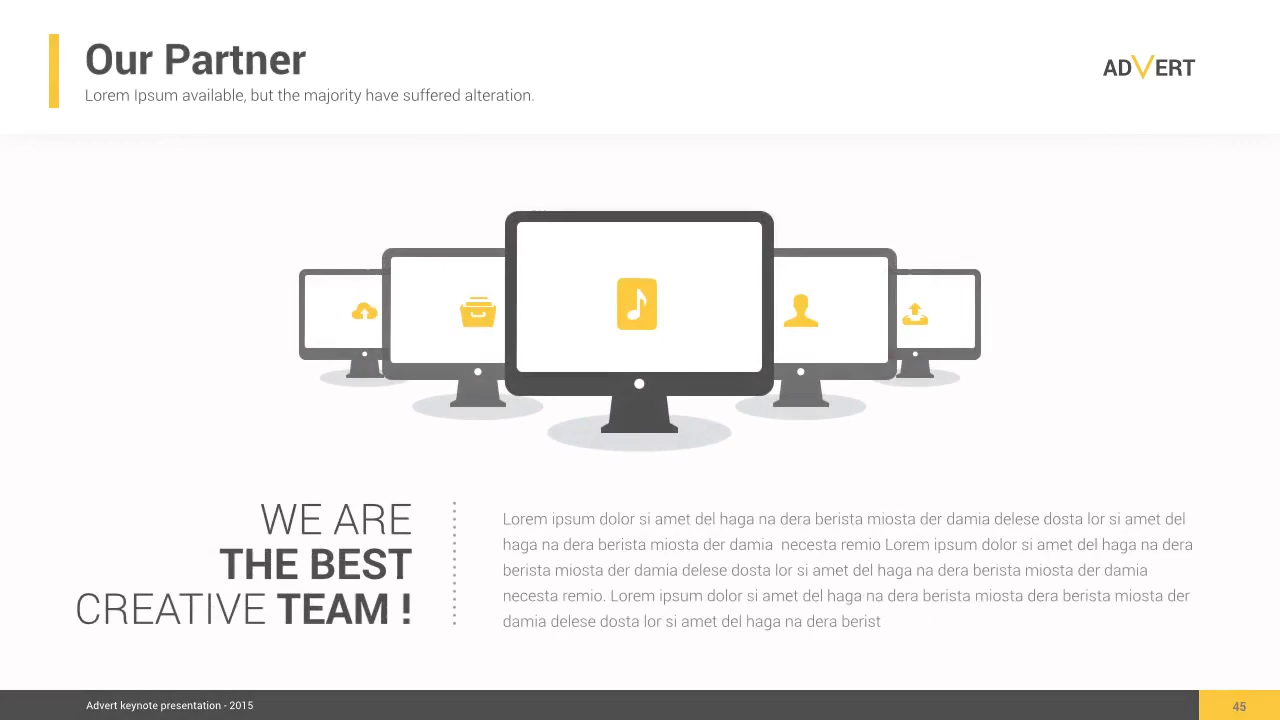 Our Partner
Lorem Ipsum available, but the majority have suffered alteration.
ADVERT
WE ARE
THE BEST
CREATIVE TEAM !
Lorem ipsum dolor si amet del haga na dera berista miosta der damia delese dosta lor si amet del
haga na dera berista miosta der damia  necesta remio Lorem ipsum dolor si amet del haga na dera
berista miosta der damia delese dosta lor si amet del haga na dera berista miosta der damia
necesta remio. Lorem ipsum dolor si amet del haga na dera berista miosta dera berista miosta der
damia delese dosta lor si amet del haga na dera berist
Advert keynote presentation - 2015
45